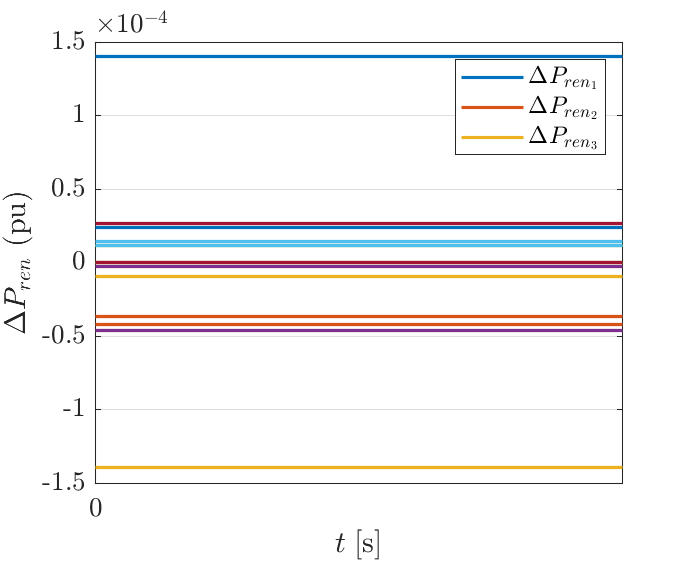 ×10⁻⁴
1.5
1
0.5
0
-0.5
-1
-1.5
0
ΔP_ren (pu)
t [s]
ΔP_ren₁
ΔP_ren₂
ΔP_ren₃